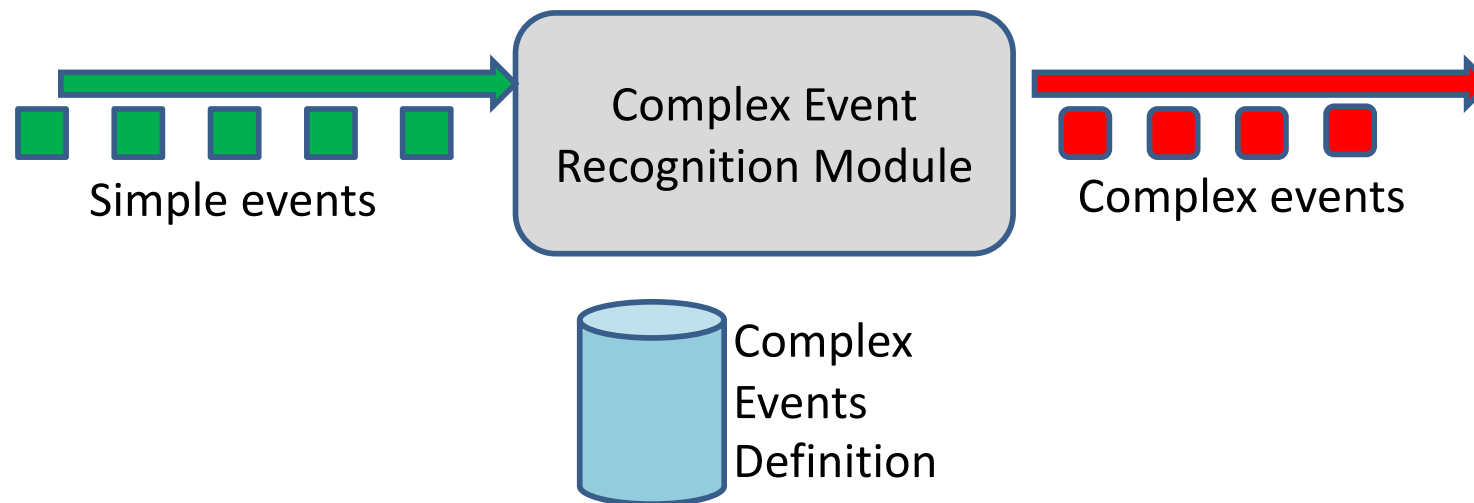 Complex Event
Recognition Module
Simple events
Complex events
Complex
Events
Definition